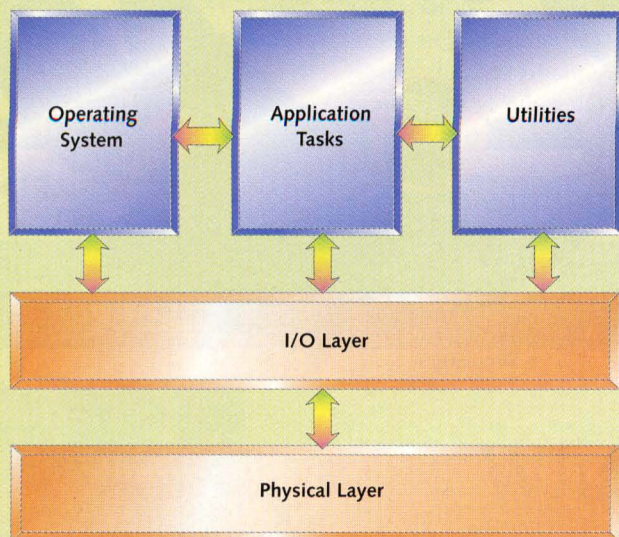 Operating
System
Application
Tasks
Utilities
I/O Layer
Physical Layer